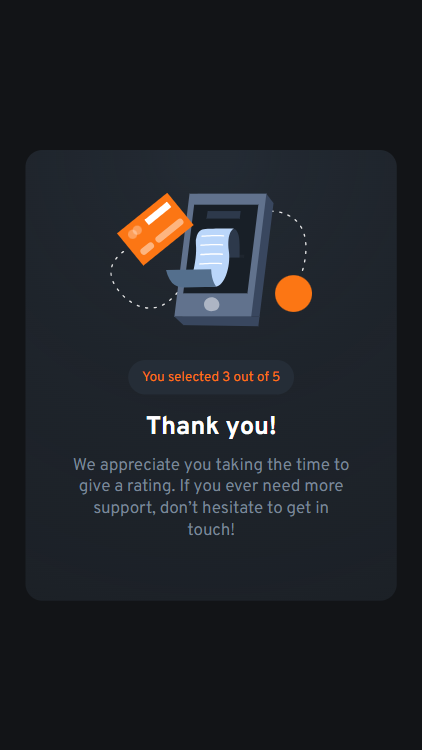 You selected 3 out of 5
Thank you!
We appreciate you taking the time to
give a rating. If you ever need more
support, don’t hesitate to get in
touch!